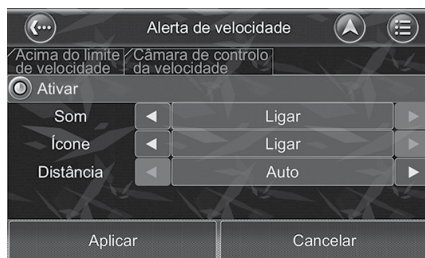 Alerta de velocidade
Acima do limite de velocidade
Câmara de controlo da velocidade
Ativar
Som Ligar
Ícone Ligar
Distância Auto
Aplicar Cancelar